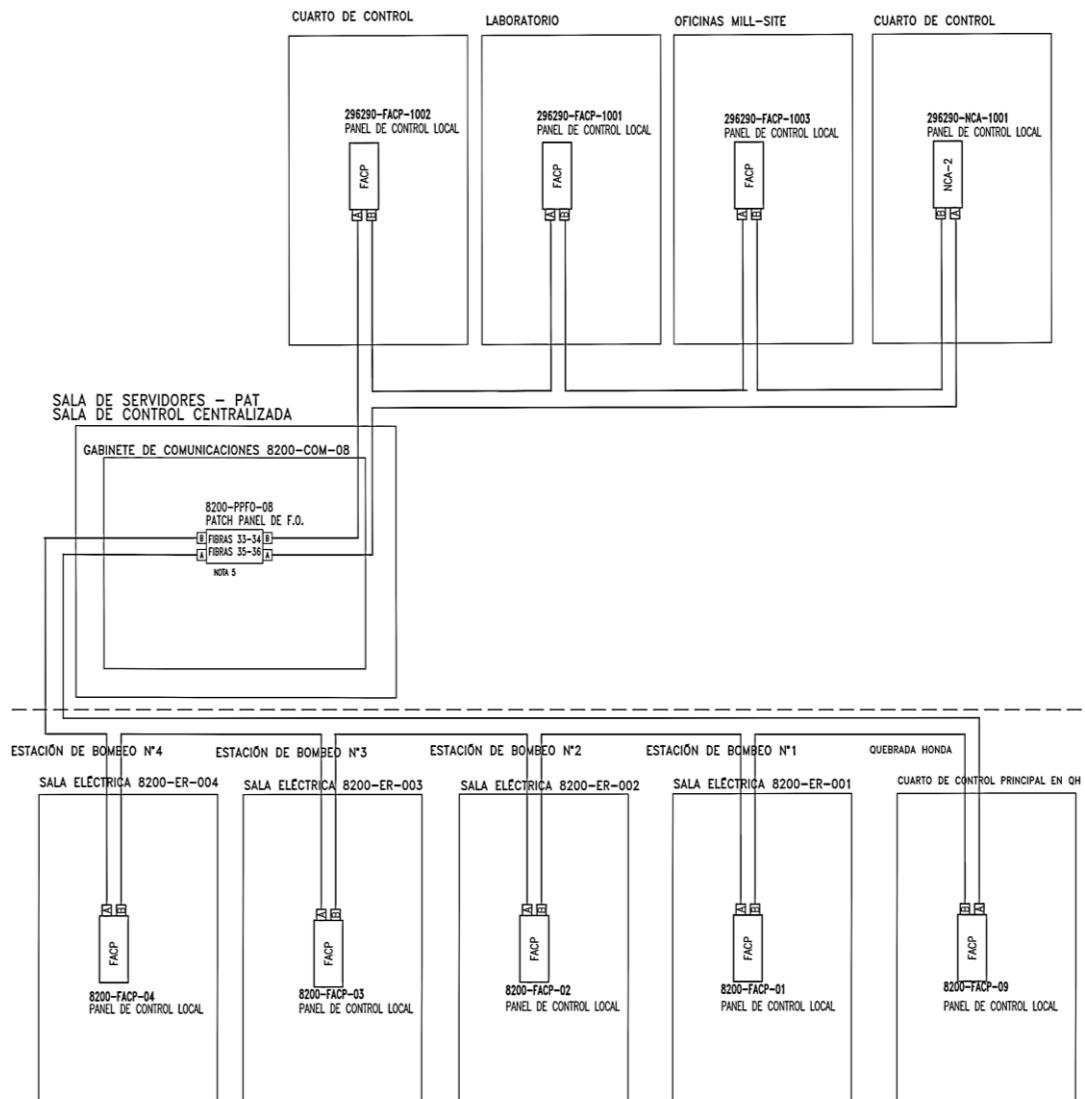 CUARTO DE CONTROL
LABORATORIO
OFICINAS MILL-SITE
CUARTO DE CONTROL
296290-FACP-1002
PANEL DE CONTROL LOCAL
FACP
A B
296290-FACP-1001
PANEL DE CONTROL LOCAL
FACP
A B
296290-FACP-1003
PANEL DE CONTROL LOCAL
FACP
A B
296290-NCA-1001
PANEL DE CONTROL LOCAL
NCA-2
B A
SALA DE SERVIDORES - PAT
SALA DE CONTROL CENTRALIZADA
GABINETE DE COMUNICACIONES 8200-COM-08
8200-PPFO-08
PATCH PANEL DE F.O.
B FIBRAS 33-34 B
A FIBRAS 35-36 A
NOTA 5
ESTACIÓN DE BOMBEO N°4
ESTACIÓN DE BOMBEO N°3
ESTACIÓN DE BOMBEO N°2
ESTACIÓN DE BOMBEO N°1
QUEBRADA HONDA
SALA ELÉCTRICA 8200-ER-004
SALA ELÉCTRICA 8200-ER-003
SALA ELÉCTRICA 8200-ER-002
SALA ELÉCTRICA 8200-ER-001
CUARTO DE CONTROL PRINCIPAL EN QH
A B
FACP
8200-FACP-04
PANEL DE CONTROL LOCAL
A B
FACP
8200-FACP-03
PANEL DE CONTROL LOCAL
A B
FACP
8200-FACP-02
PANEL DE CONTROL LOCAL
A B
FACP
8200-FACP-01
PANEL DE CONTROL LOCAL
B A
FACP
8200-FACP-09
PANEL DE CONTROL LOCAL